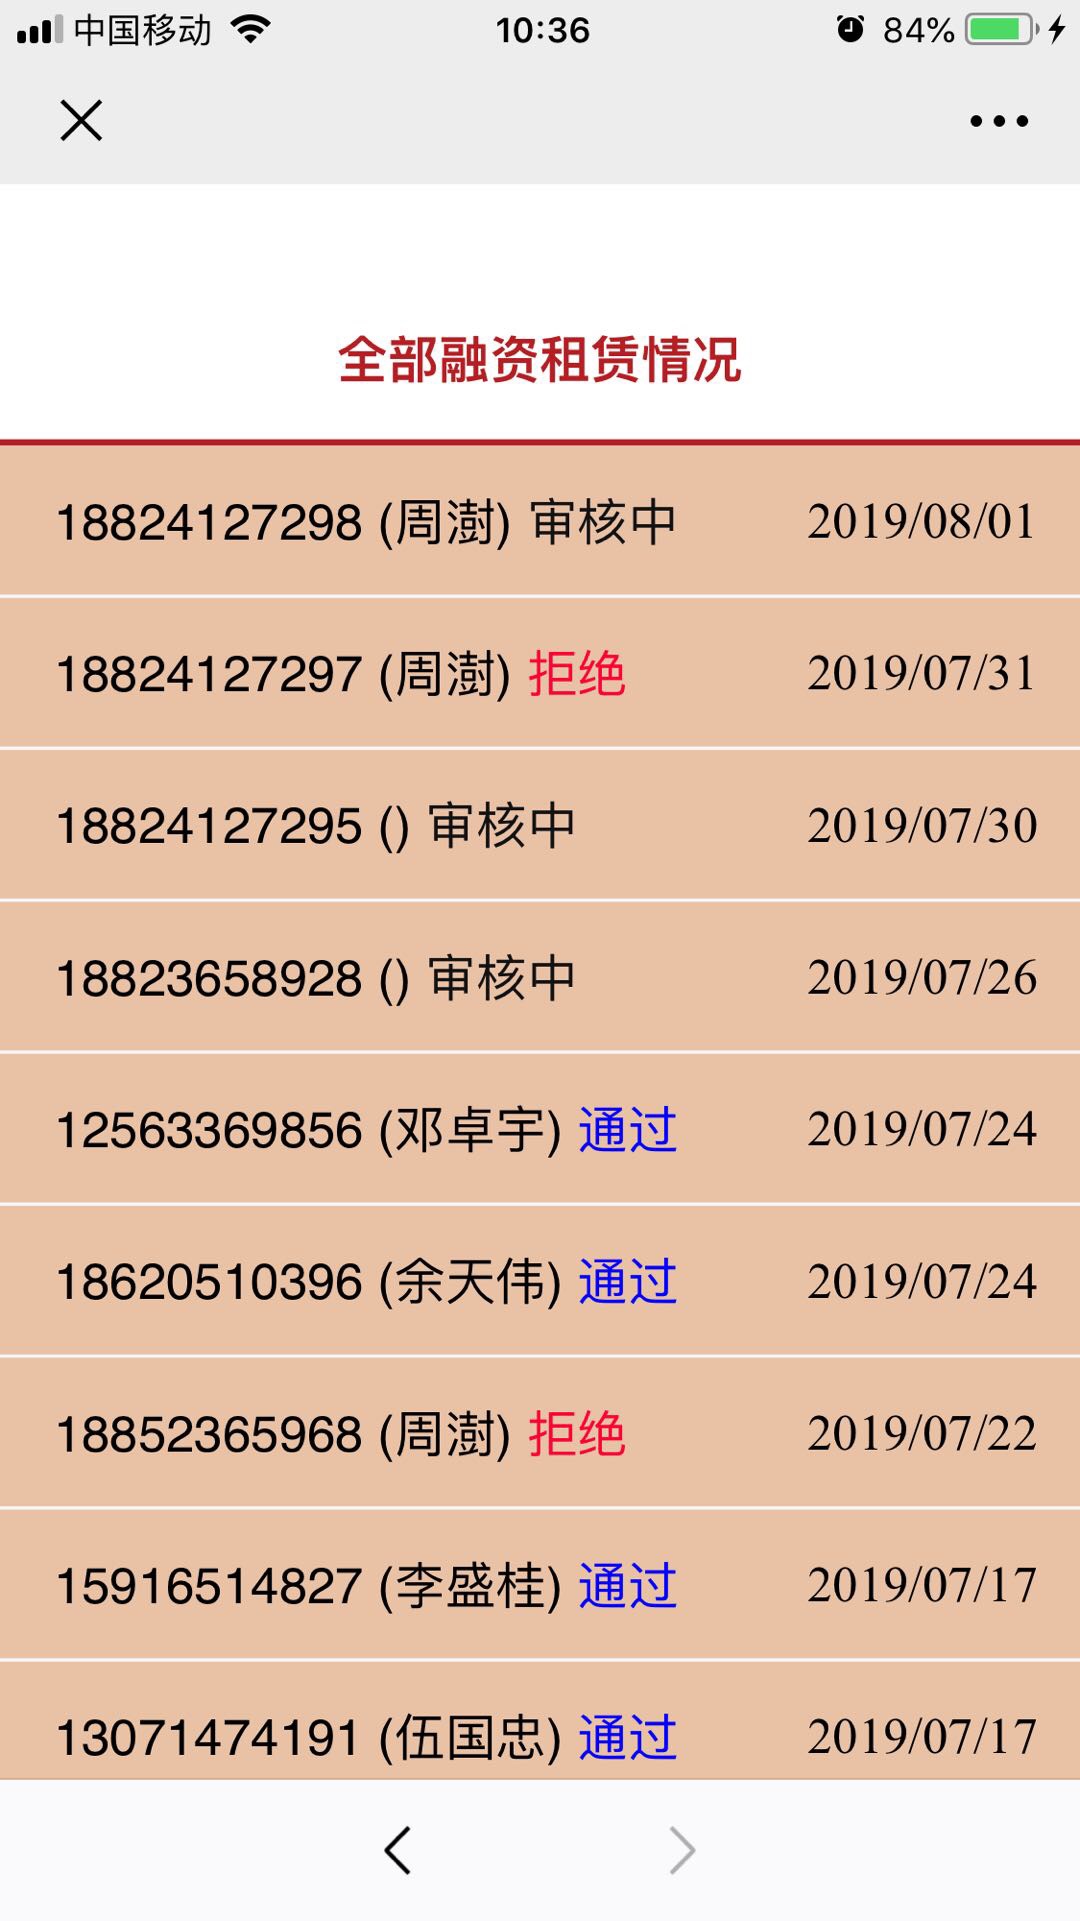 中国移动 10:36 84%
全部融资租赁情况
18824127298 (周澍) 审核中 2019/08/01
18824127297 (周澍) 拒绝 2019/07/31
18824127295 () 审核中 2019/07/30
18823658928 () 审核中 2019/07/26
12563369856 (邓卓宇) 通过 2019/07/24
18620510396 (余天伟) 通过 2019/07/24
18852365968 (周澍) 拒绝 2019/07/22
15916514827 (李盛桂) 通过 2019/07/17
13071474191 (伍国忠) 通过 2019/07/17